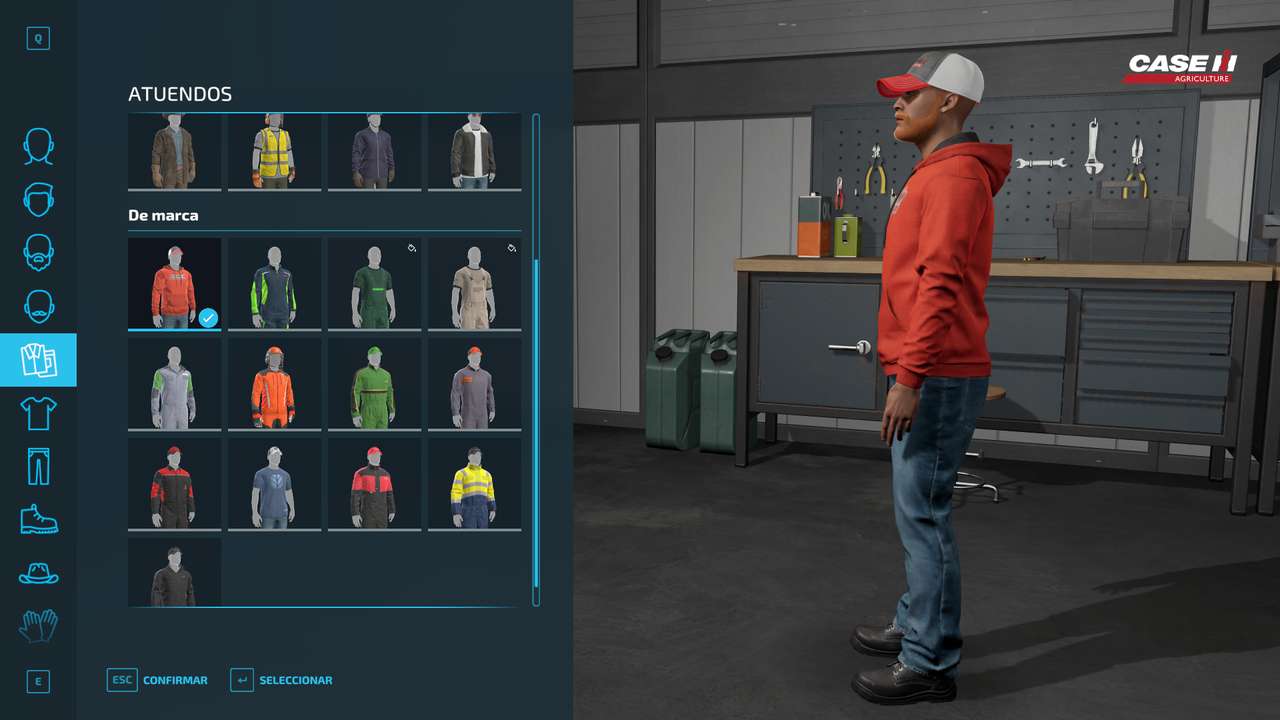 Q
ATUENDOS
De marca
E
ESC CONFIRMAR
SELECCIONAR
CASE IH
AGRICULTURE